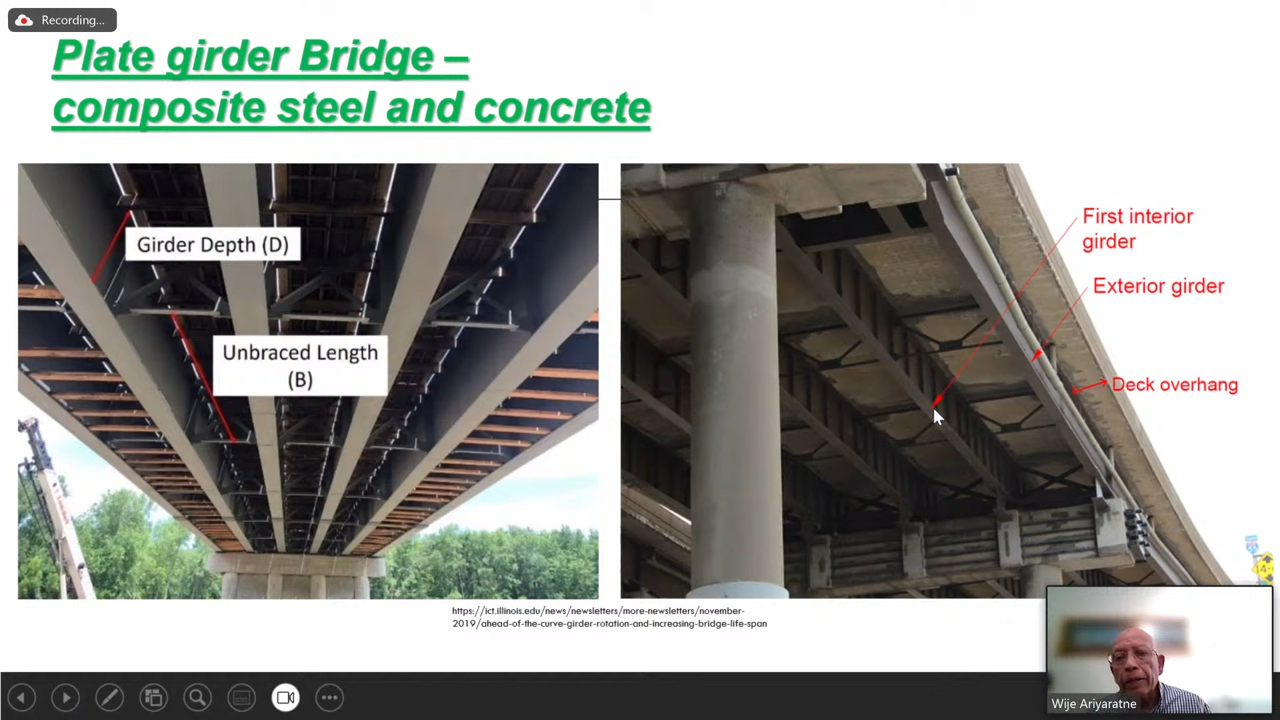 Recording...
Plate girder Bridge –
composite steel and concrete
Girder Depth (D)
Unbraced Length
(B)
First interior
girder
Exterior girder
Deck overhang
https://ict.illinois.edu/news/newsletters/more-newsletters/november-
2019/ahead-of-the-curve-girder-rotation-and-increasing-bridge-life-span
Wije Ariyaratne